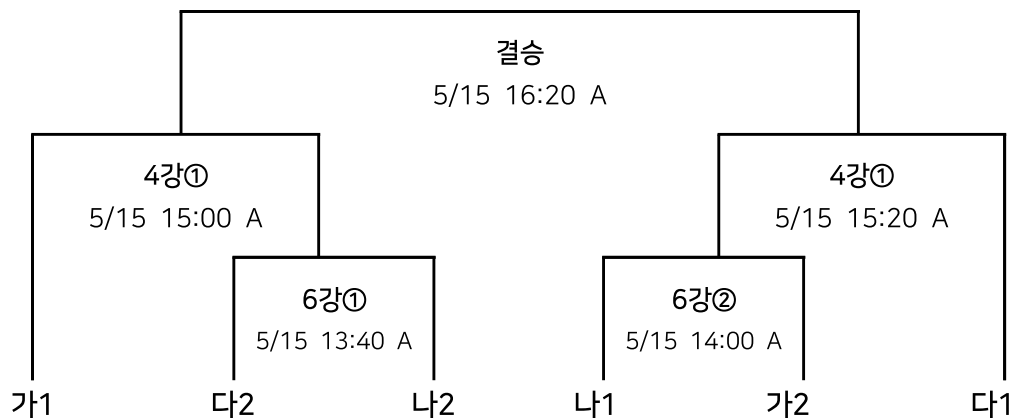 결승
5/15 16:20 A
4강①
5/15 15:00 A
4강①
5/15 15:20 A
6강①
5/15 13:40 A
6강②
5/15 14:00 A
가1 다2 나2 나1 가2 다1